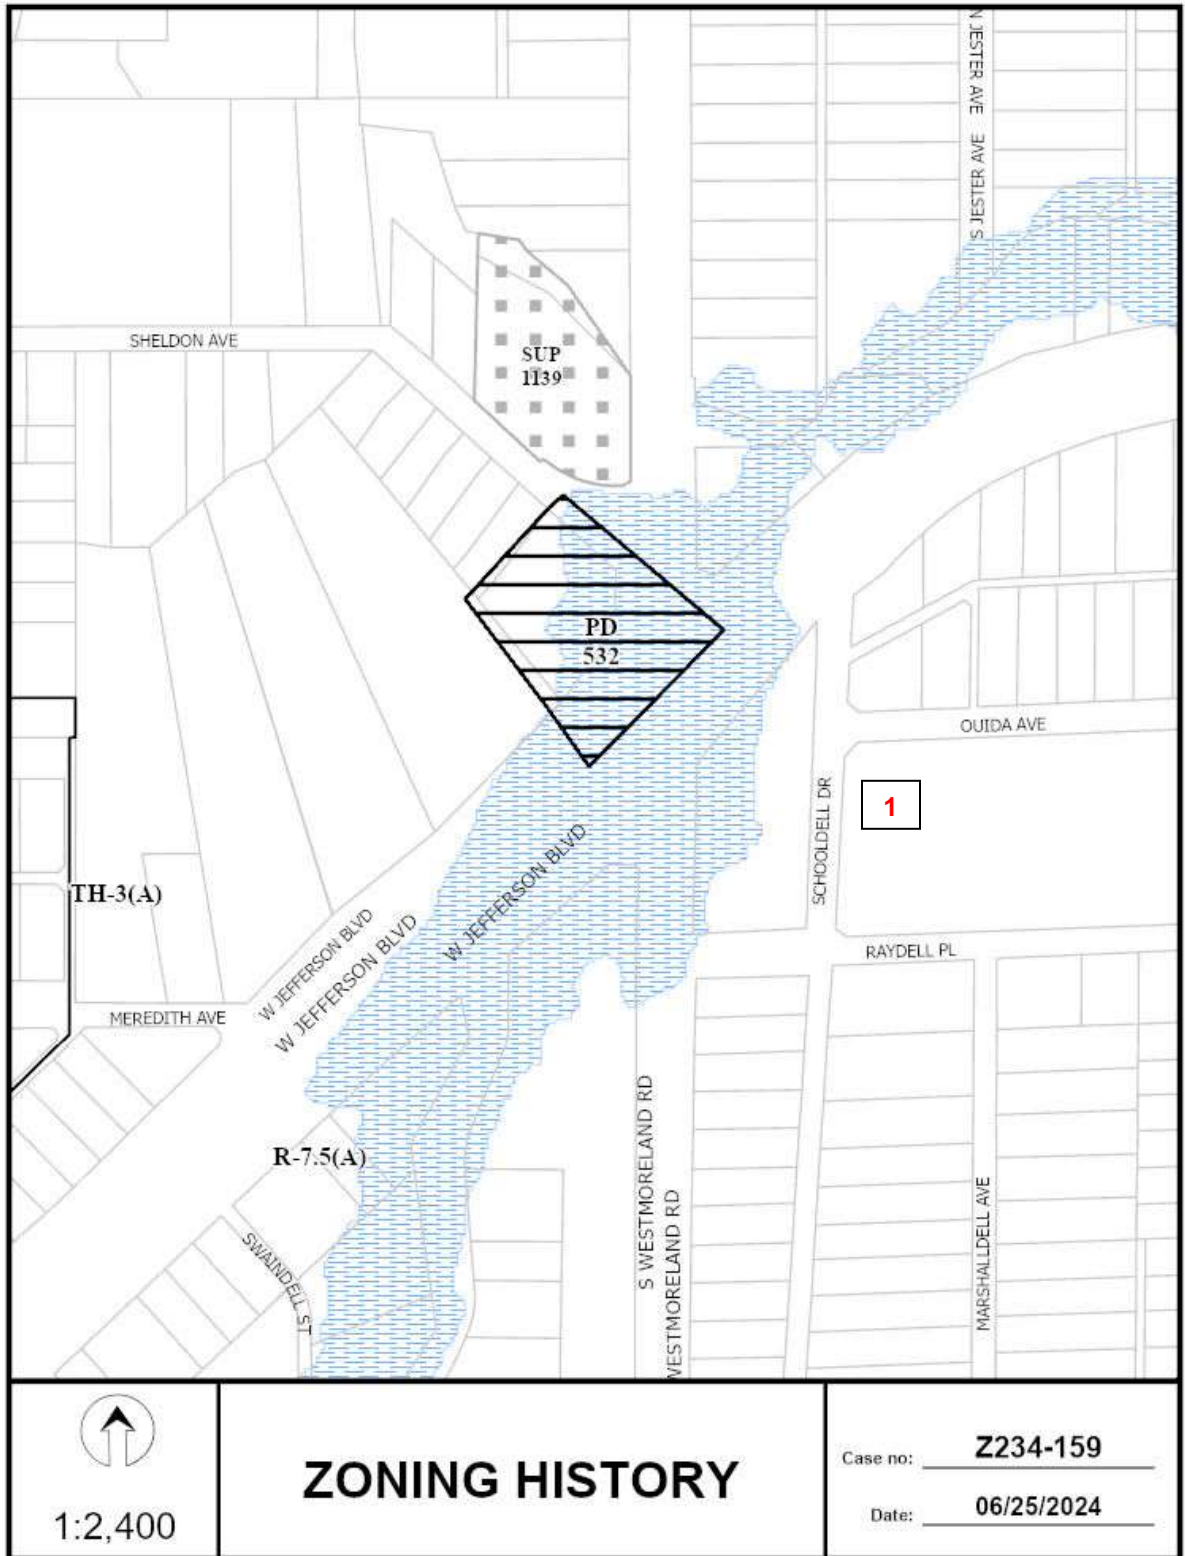 N JESTER AVE
S JESTER AVE
SHELDON AVE
SUP
1139
PD
532
OUIDA AVE
1
SCHOOLDELL DR
TH-3(A)
W JEFFERSON BLVD
W JEFFERSON BLVD
W JEFFERSON BLVD
RAYDELL PL
MEREDITH AVE
R-7.5(A)
SWAINDELL ST
S WESTMORELAND RD
WESTMORELAND RD
MARSHALLDELL AVE
1:2,400
ZONING HISTORY
Case no: Z234-159
Date: 06/25/2024